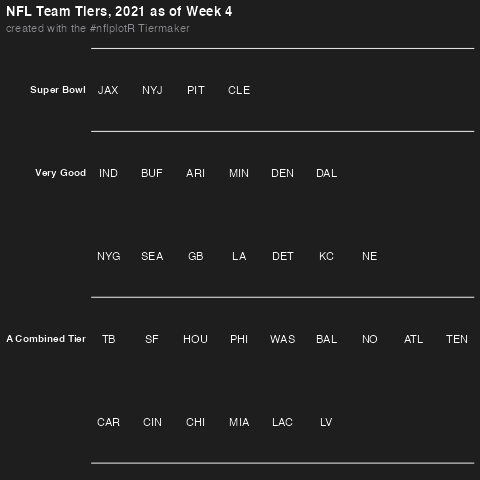 NFL Team Tiers, 2021 as of Week 4
created with the #nflplotR Tiermaker
Super Bowl JAX NYJ PIT CLE
Very Good IND BUF ARI MIN DEN DAL
NYG SEA GB LA DET KC NE
A Combined Tier TB SF HOU PHI WAS BAL NO ATL TEN
CAR CIN CHI MIA LAC LV